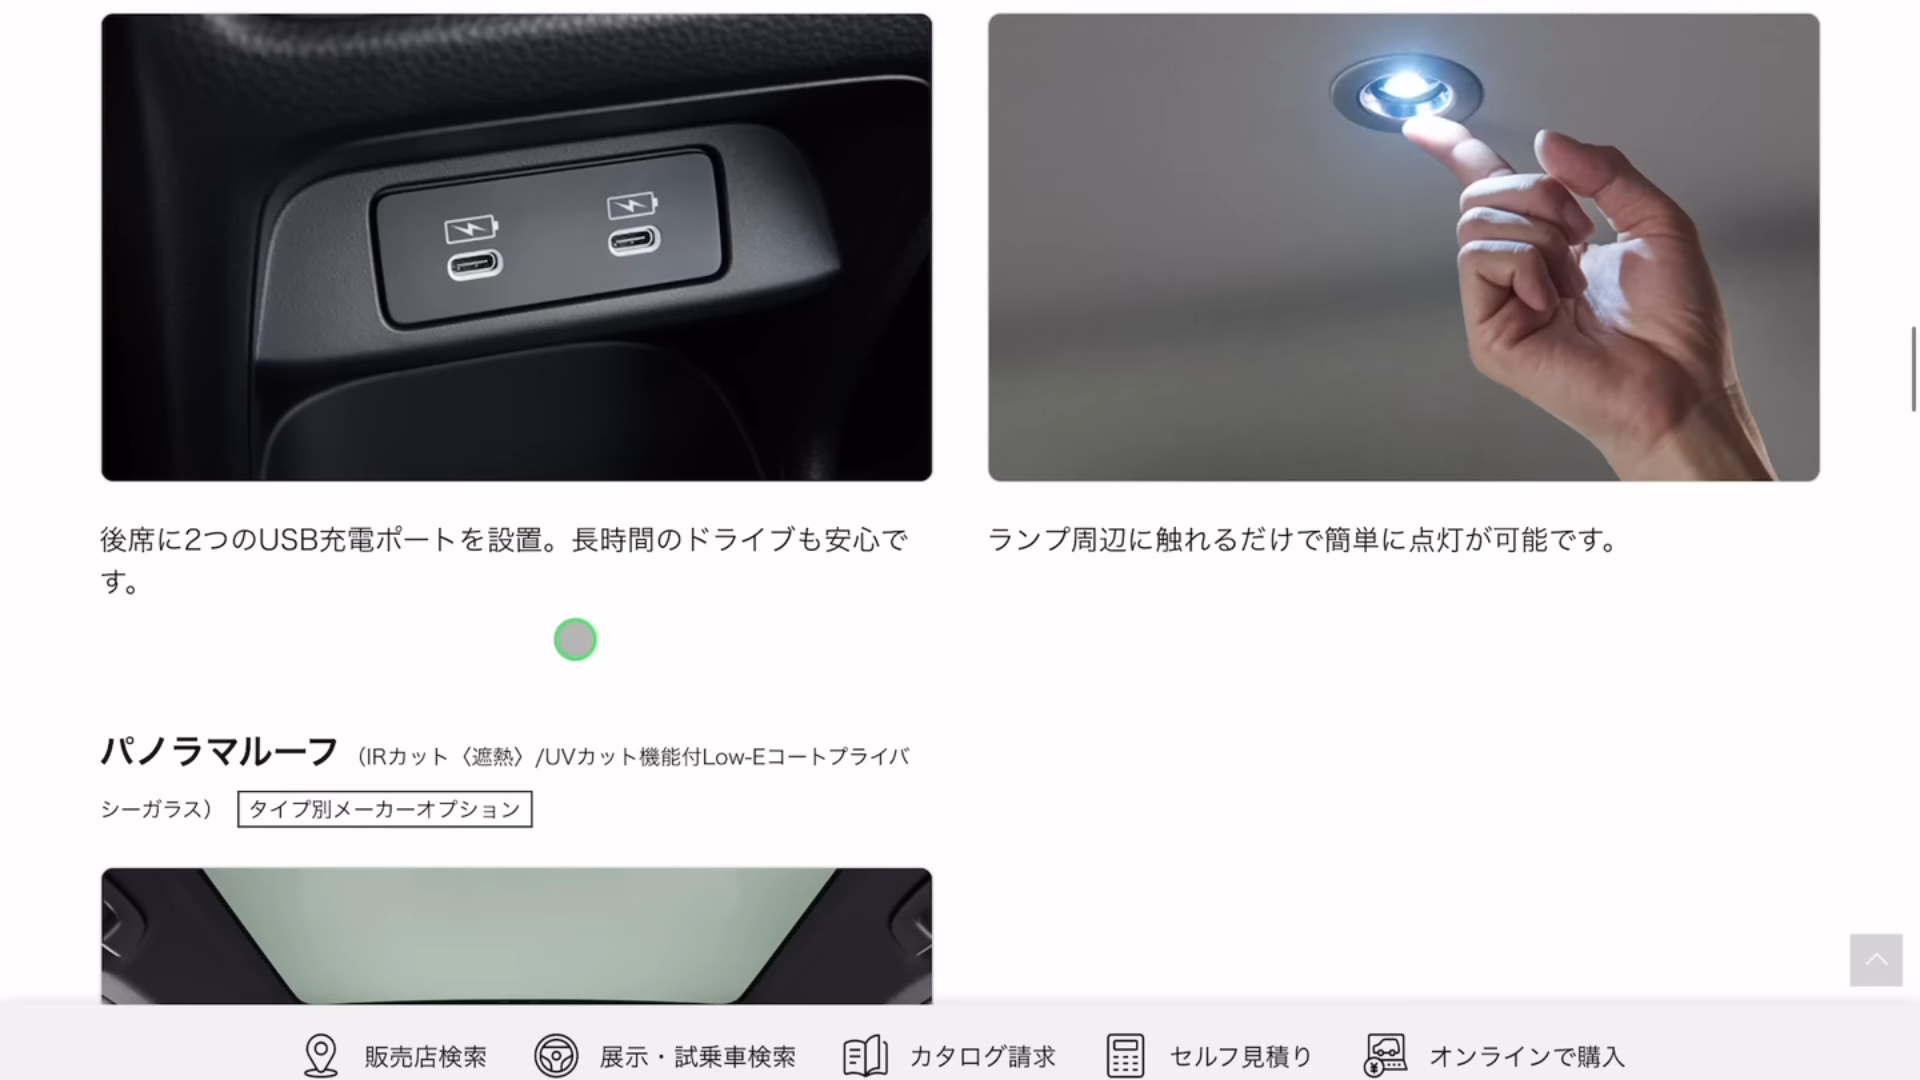 後席に2つのUSB充電ポートを設置。長時間のドライブも安心で
す。
ランプ周辺に触れるだけで簡単に点灯が可能です。
パノラマルーフ（IRカット〈遮熱〉/UVカット機能付Low-Eコートプライバ
シーガラス） タイプ別メーカーオプション
販売店検索 展示・試乗車検索 カタログ請求 セルフ見積り オンラインで購入